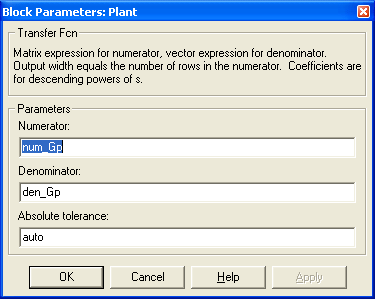 Block Parameters: Plant
Transfer Fcn
Matrix expression for numerator, vector expression for denominator.
Output width equals the number of rows in the numerator. Coefficients are
for descending powers of s.
Parameters
Numerator:
num_Gp
Denominator:
den_Gp
Absolute tolerance:
auto
OK Cancel Help Apply